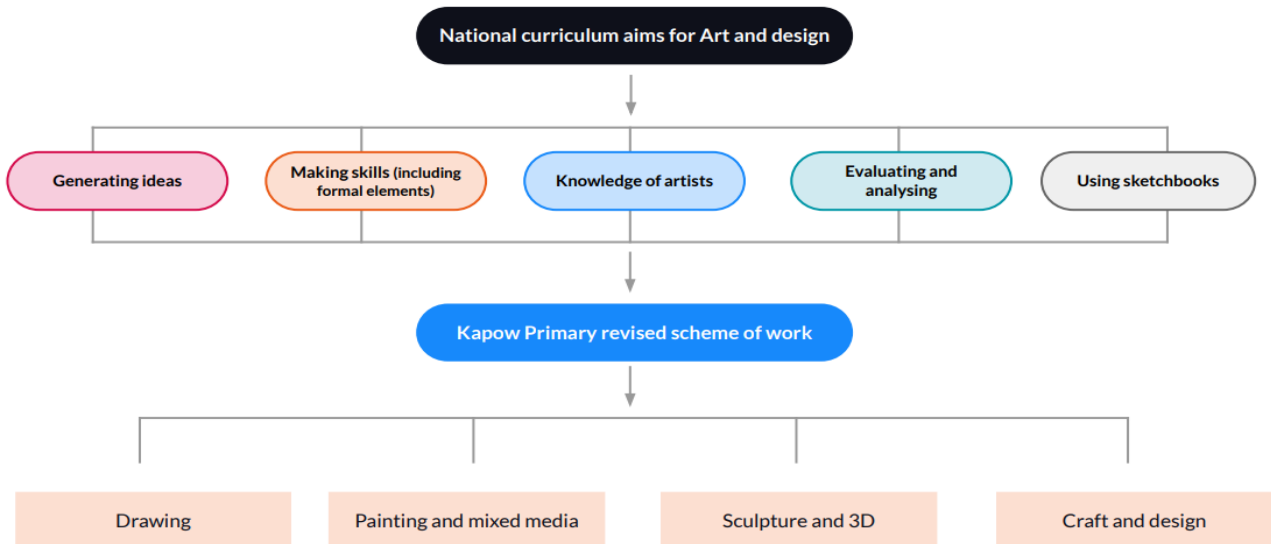 National curriculum aims for Art and design
Generating ideas
Making skills (including
formal elements)
Knowledge of artists
Evaluating and
analysing
Using sketchbooks
Kapow Primary revised scheme of work
Drawing
Painting and mixed media
Sculpture and 3D
Craft and design